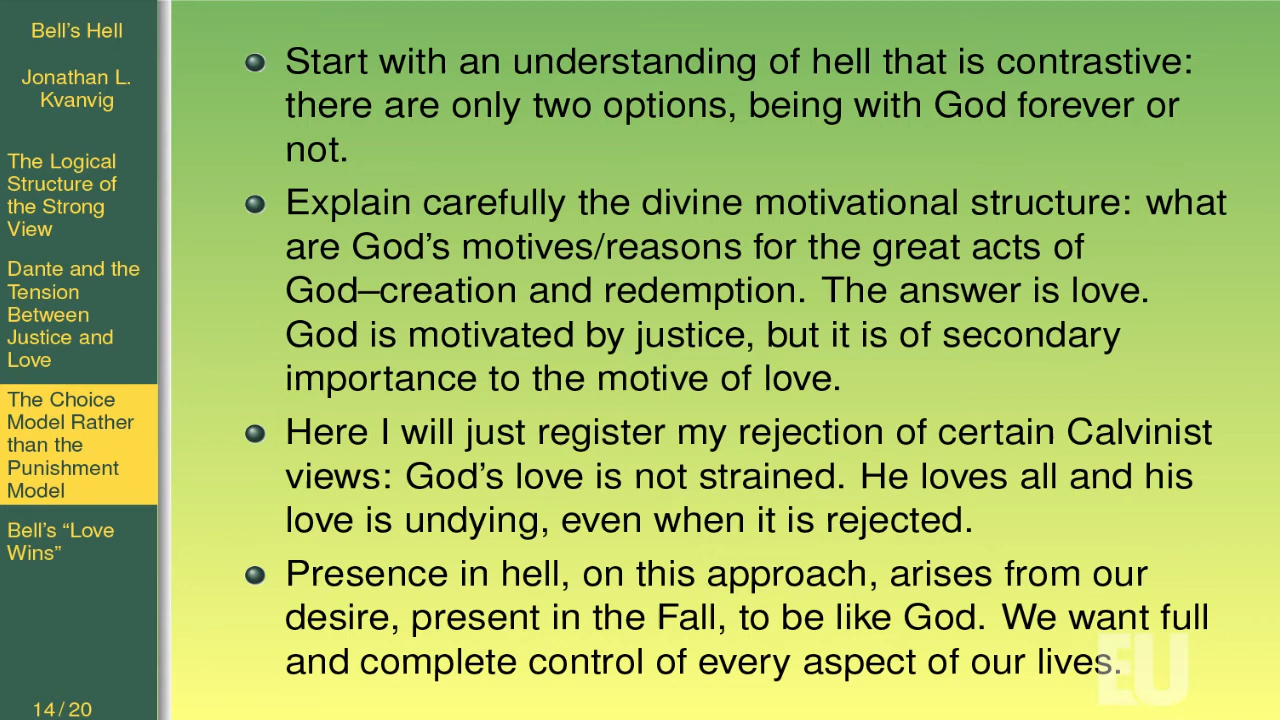 Bell's Hell
Jonathan L.
Kvanvig
The Logical
Structure of
the Strong
View
Dante and the
Tension
Between
Justice and
Love
The Choice
Model Rather
than the
Punishment
Model
Bell's “Love
Wins”
14 / 20
Start with an understanding of hell that is contrastive:
there are only two options, being with God forever or
not.
Explain carefully the divine motivational structure: what
are God's motives/reasons for the great acts of
God–creation and redemption. The answer is love.
God is motivated by justice, but it is of secondary
importance to the motive of love.
Here I will just register my rejection of certain Calvinist
views: God's love is not strained. He loves all and his
love is undying, even when it is rejected.
Presence in hell, on this approach, arises from our
desire, present in the Fall, to be like God. We want full
and complete control of every aspect of our lives.
EU